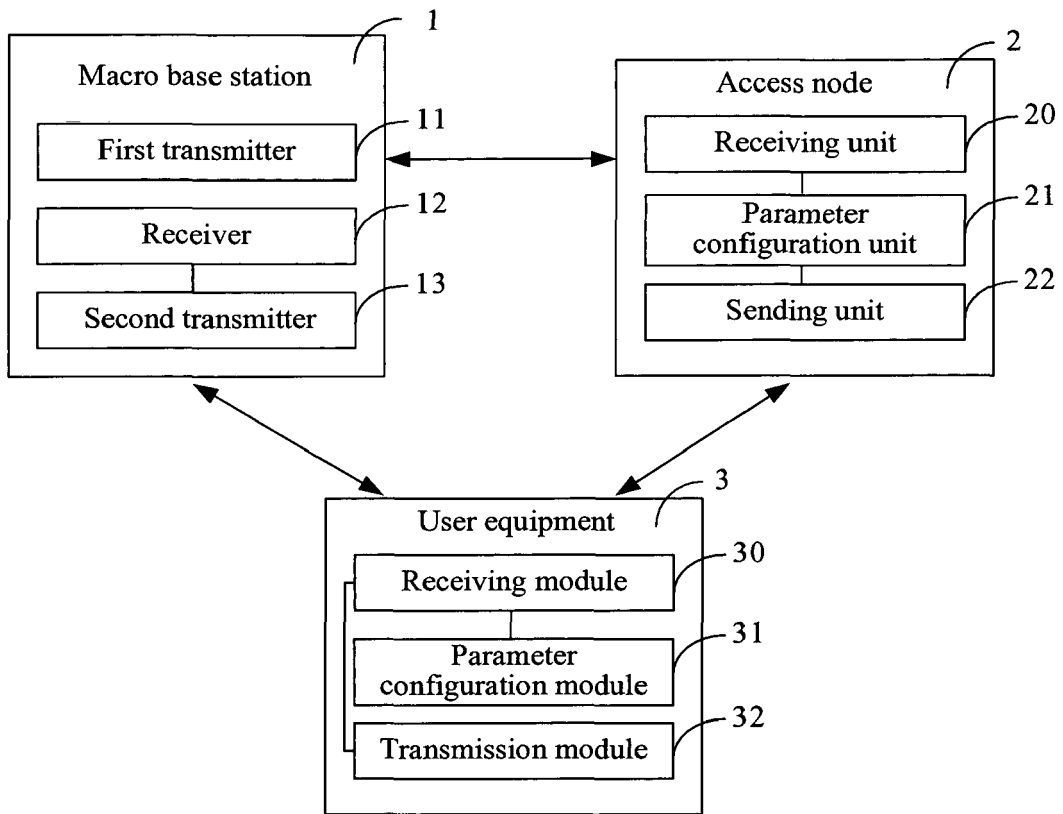 1
Macro base station
11
First transmitter
12
Receiver
13
Second transmitter
2
Access node
20
Receiving unit
21
Parameter
configuration unit
22
Sending unit
3
User equipment
30
Receiving module
31
Parameter
configuration module
32
Transmission module